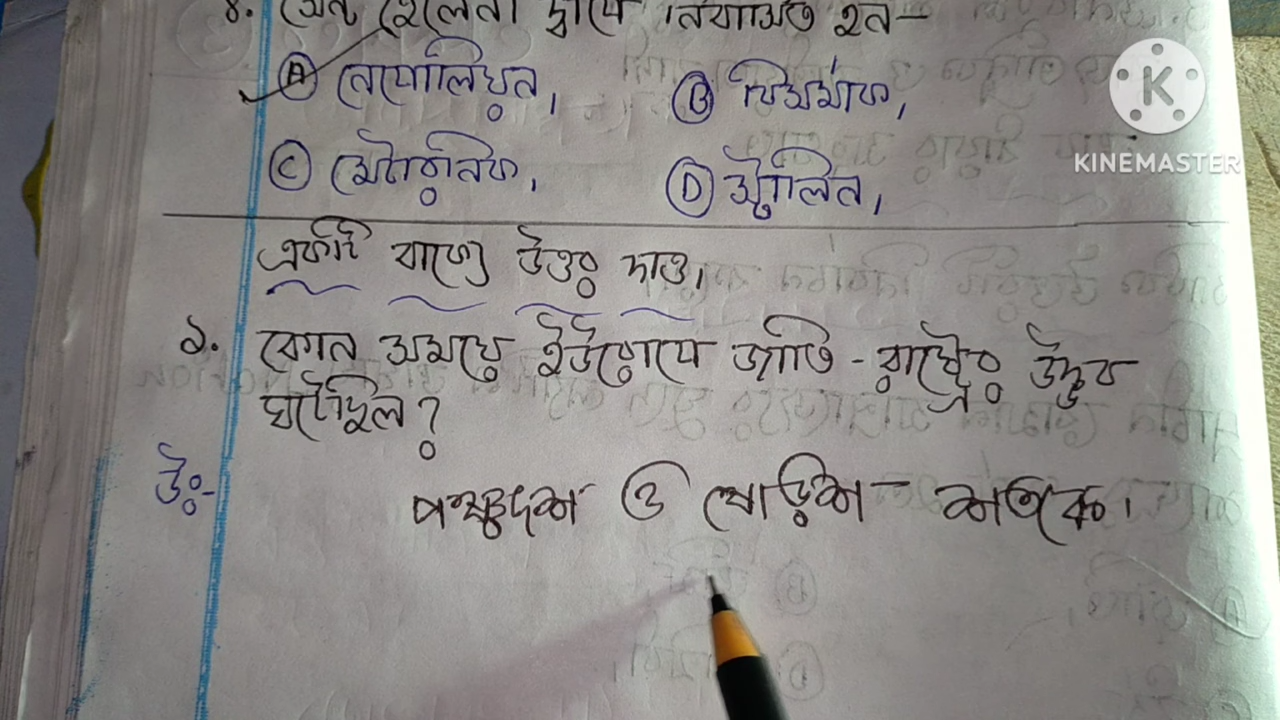 ৪. সেন্ট হেলেনা দ্বীপে নির্বাসিত হন-
Ⓐ নেপোলিয়ন, Ⓑ বিসমার্ক,
Ⓒ মেটারনিক, Ⓓ স্ট্যালিন,
একটি বাক্যে উত্তর দাও।
১. কোন সময়ে ইউরোপে জাতি - রাষ্ট্রের উদ্ভব
ঘটেছিল?
উঃ- পঞ্চদশ ও ষোড়শ শতকে।
K
KINEMASTER